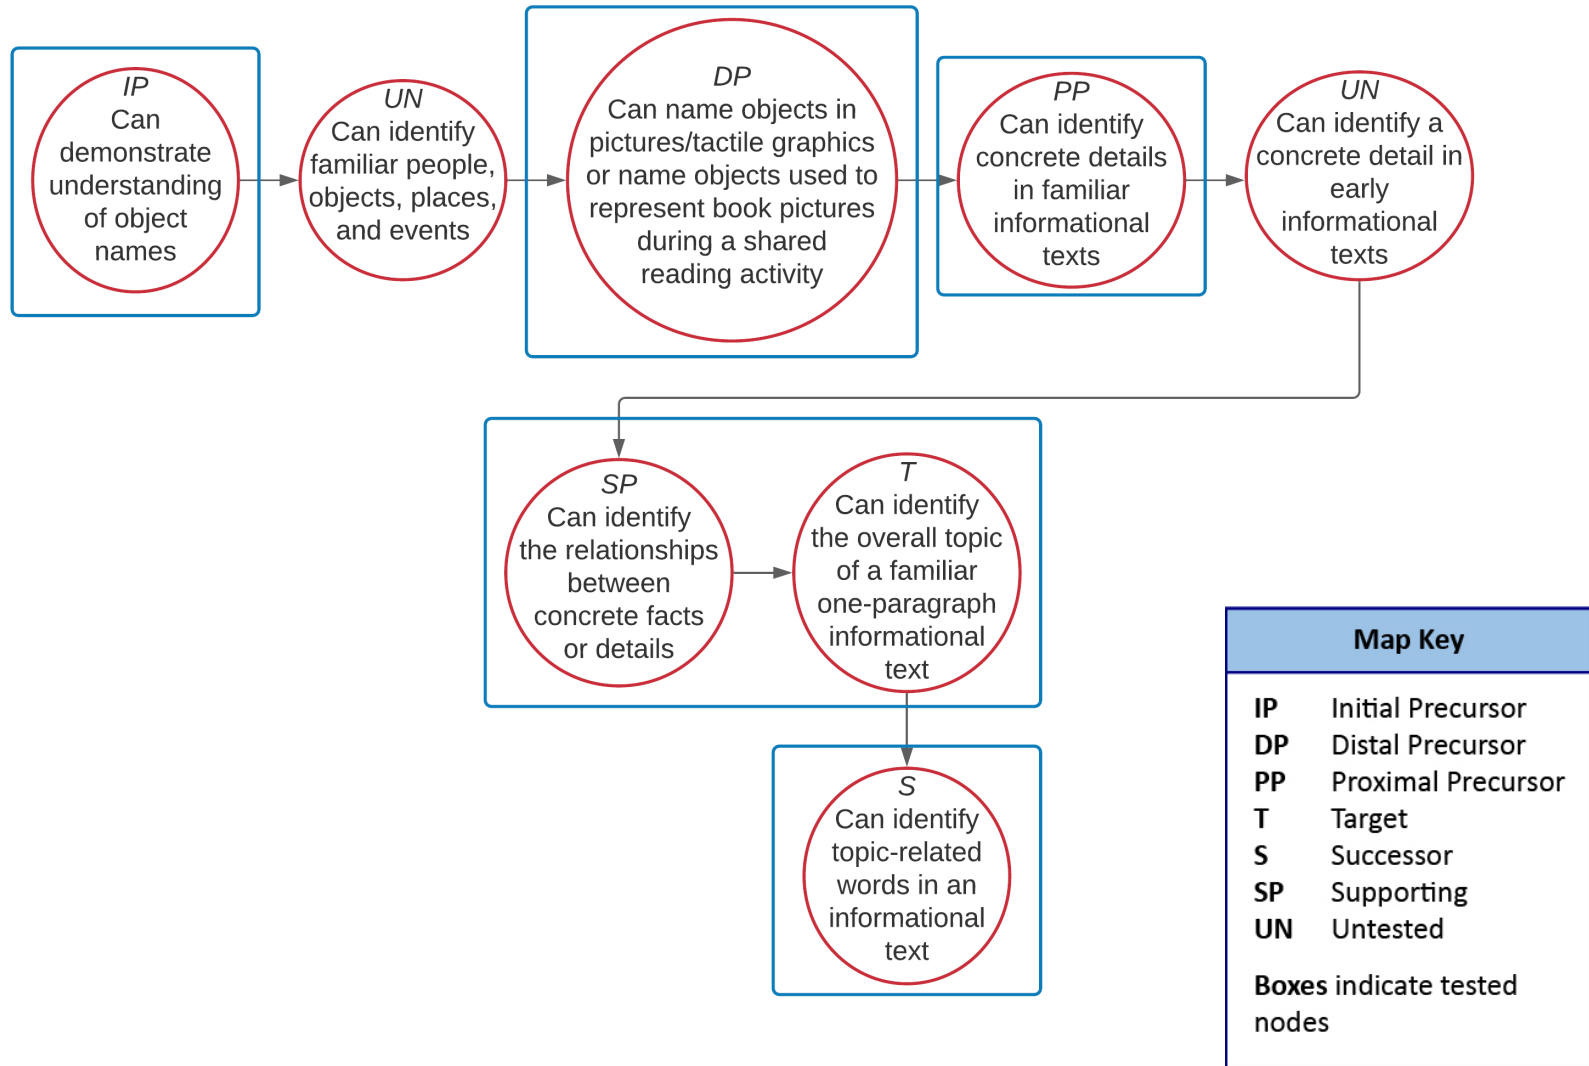 IP
Can
demonstrate
understanding
of object
names
UN
Can identify
familiar people,
objects, places,
and events
DP
Can name objects in
pictures/tactile graphics
or name objects used to
represent book pictures
during a shared
reading activity
PP
Can identify
concrete details
in familiar
informational
texts
UN
Can identify a
concrete detail in
early
informational
texts
SP
Can identify
the relationships
between
concrete facts
or details
T
Can identify
the overall topic
of a familiar
one-paragraph
informational
text
S
Can identify
topic-related
words in an
informational
text
Map Key
IP Initial Precursor
DP Distal Precursor
PP Proximal Precursor
T Target
S Successor
SP Supporting
UN Untested
Boxes indicate tested
nodes